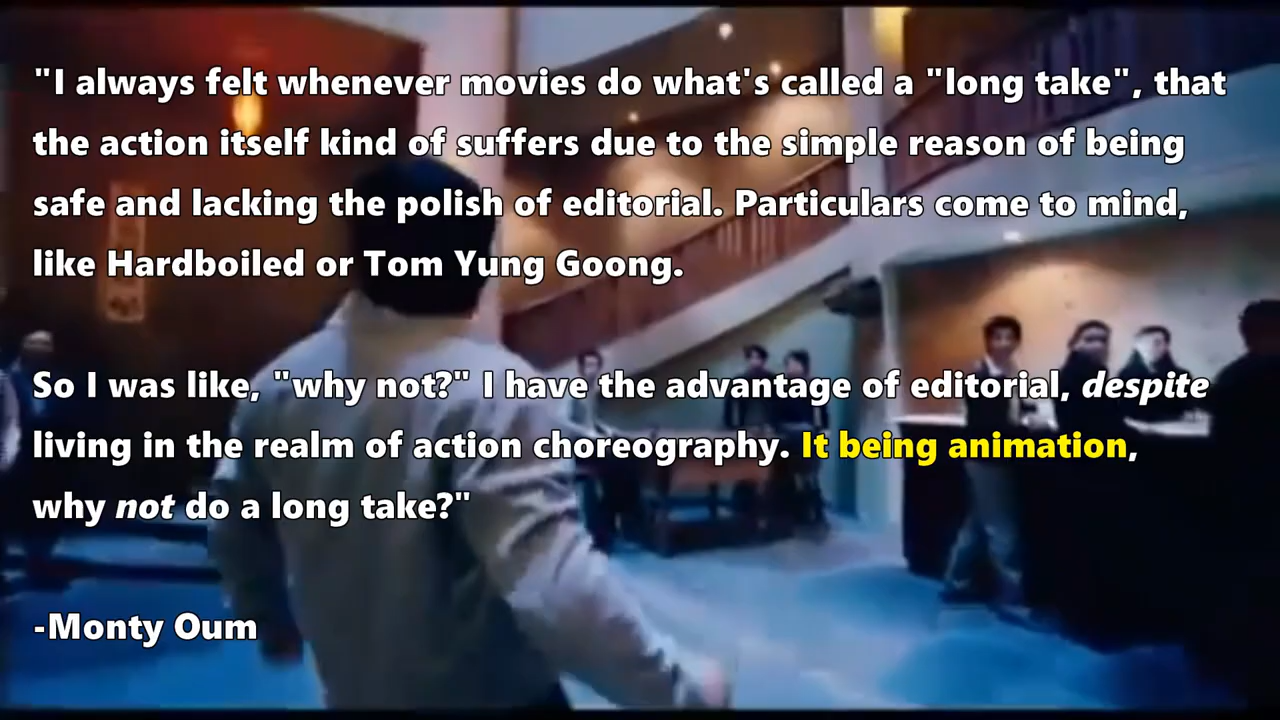 "I always felt whenever movies do what's called a "long take", that
the action itself kind of suffers due to the simple reason of being
safe and lacking the polish of editorial. Particulars come to mind,
like Hardboiled or Tom Yung Goong.
So I was like, "why not?" I have the advantage of editorial, despite
living in the realm of action choreography. It being animation,
why not do a long take?"
-Monty Oum